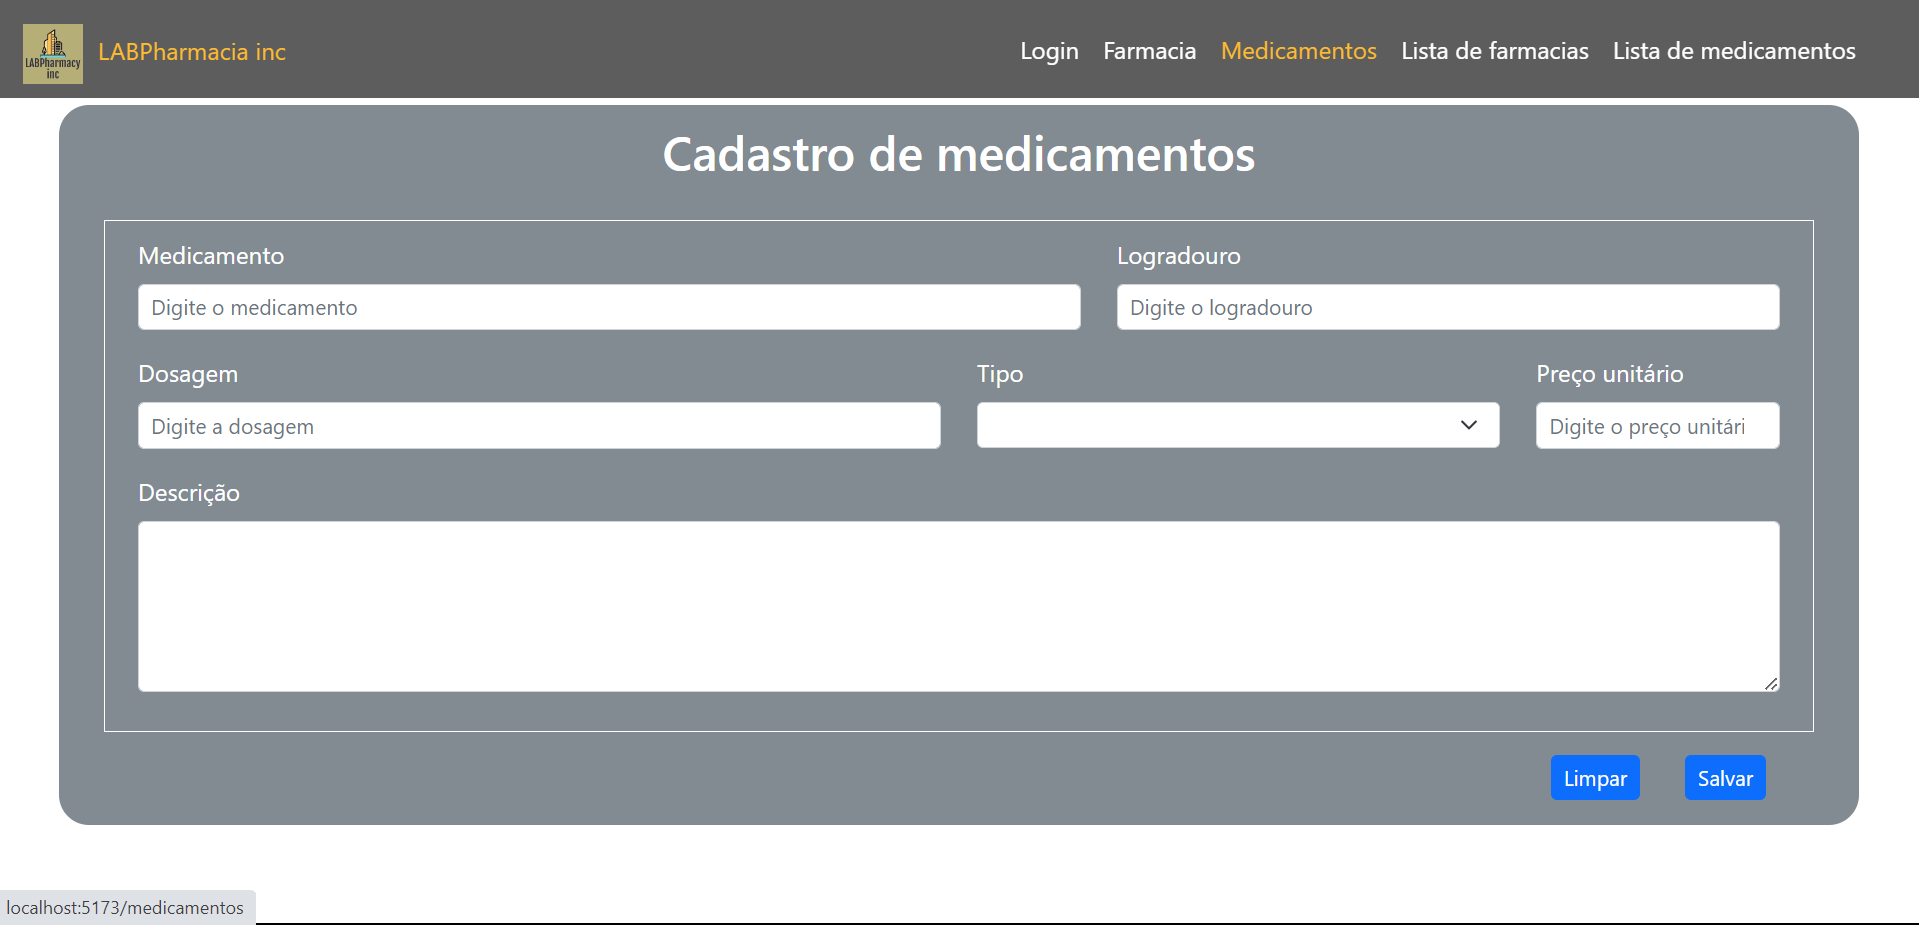 LABPharmacy
inc
LABPharmacia inc
Login Farmacia Medicamentos Lista de farmacias Lista de medicamentos
Cadastro de medicamentos
Medicamento Logradouro
Digite o medicamento Digite o logradouro
Dosagem Tipo Preço unitário
Digite a dosagem Digite o preço unitári
Descrição
Limpar Salvar
localhost:5173/medicamentos